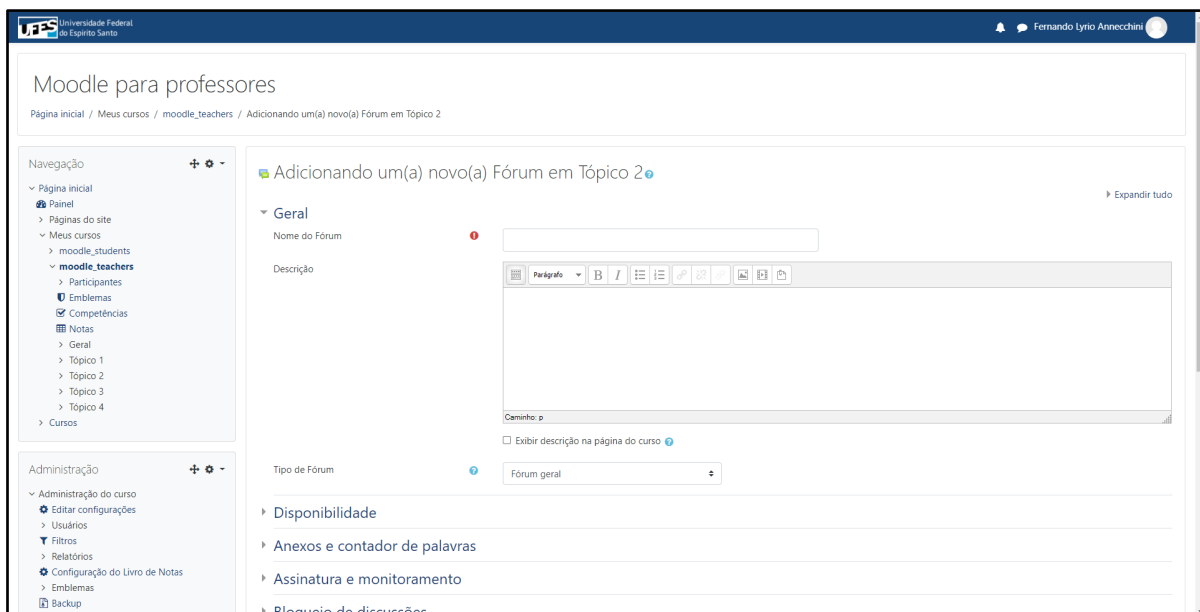 UFES Universidade Federal
do Espírito Santo
Fernando Lyrio Annecchini
Moodle para professores
Página inicial / Meus cursos / moodle_teachers / Adicionando um(a) novo(a) Fórum em Tópico 2
Navegação
Página inicial
Painel
Páginas do site
Meus cursos
moodle_students
moodle_teachers
Participantes
Emblemas
Competências
Notas
Geral
Tópico 1
Tópico 2
Tópico 3
Tópico 4
Cursos
Administração
Administração do curso
Editar configurações
Usuários
Filtros
Relatórios
Configuração do Livro de Notas
Emblemas
Backup
Adicionando um(a) novo(a) Fórum em Tópico 2
Expandir tudo
Geral
Nome do Fórum
Descrição
Parágrafo B I
Caminho: p
Exibir descrição na página do curso
Tipo de Fórum
Fórum geral
Disponibilidade
Anexos e contador de palavras
Assinatura e monitoramento
Bloqueio de discussões